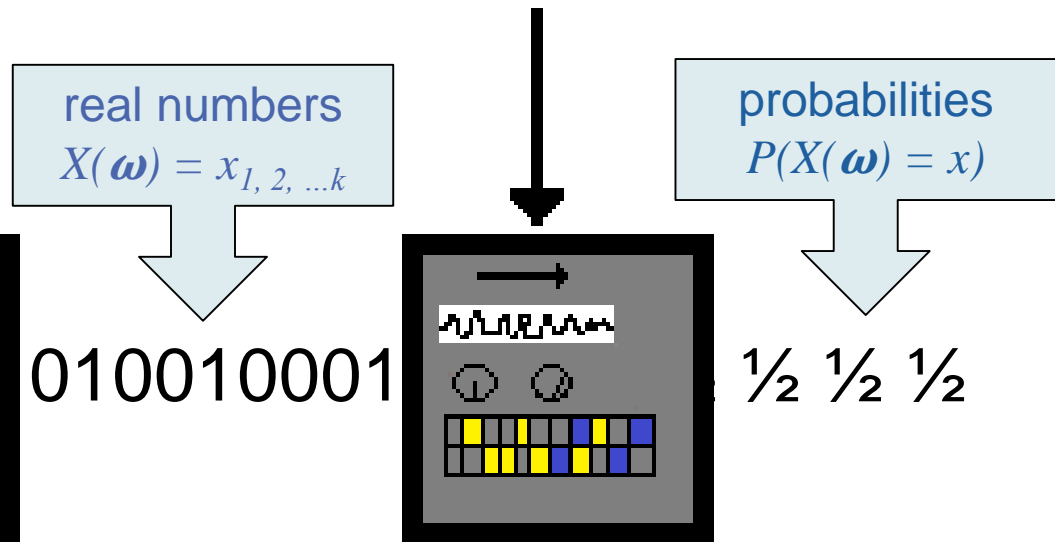 real numbers
X(ω) = x1, 2, ...k
probabilities
P(X(ω) = x)
010010001
½ ½ ½